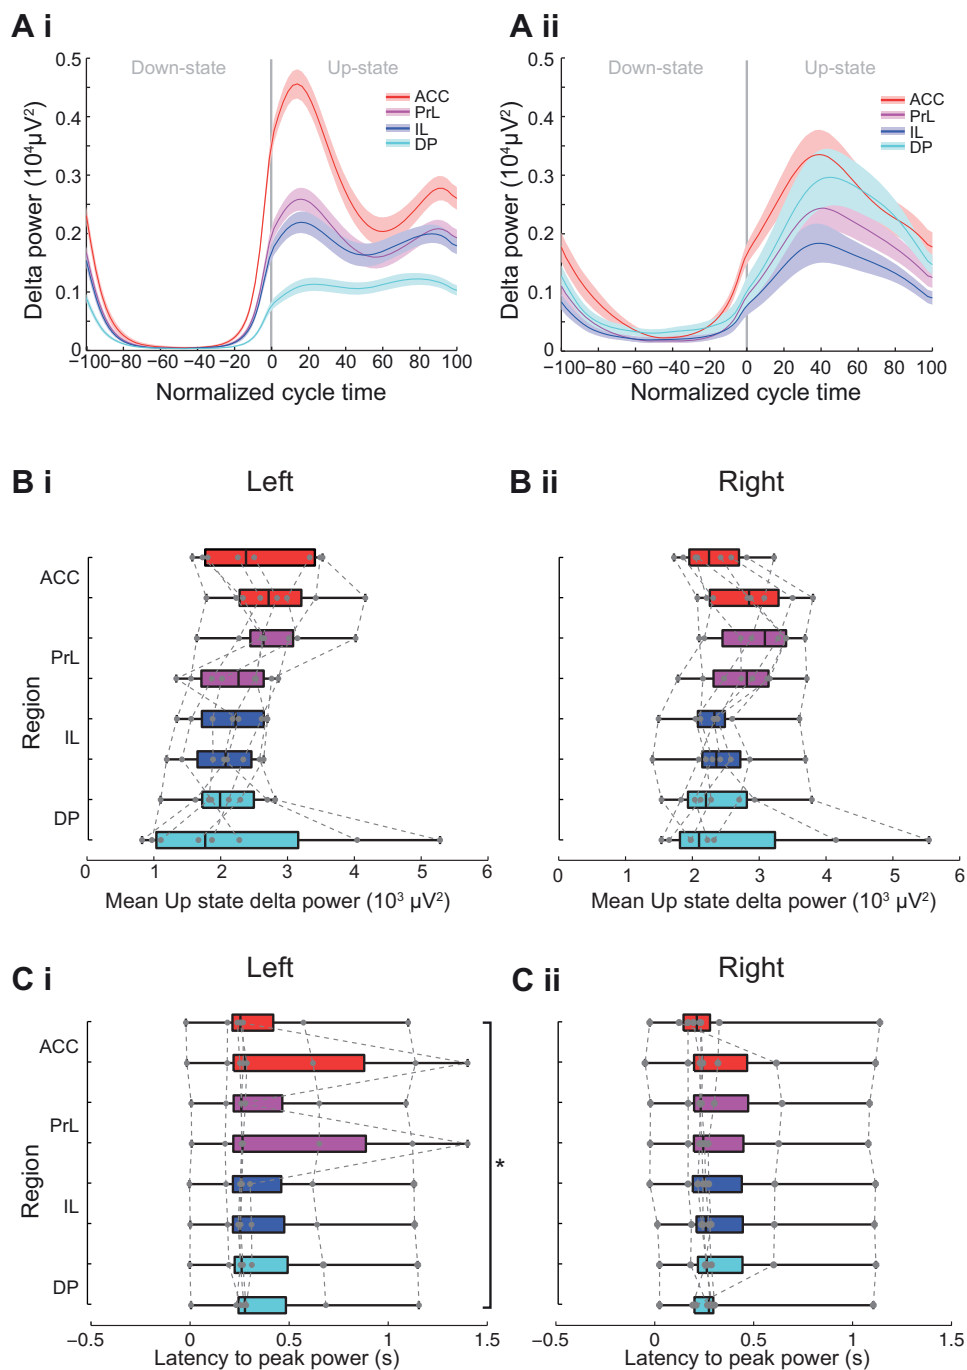 A i
A ii
Down-state
Up-state
Down-state
Up-state
Delta power (10⁴µV²)
0.5
0.4
0.3
0.2
0.1
0
ACC
PrL
IL
DP
−100 −80 −60 −40 −20 0 20 40 60 80 100
Normalized cycle time
Delta power (10⁴µV²)
0.5
0.4
0.3
0.2
0.1
0
ACC
PrL
IL
DP
−100 −80 −60 −40 −20 0 20 40 60 80 100
Normalized cycle time
B i
Left
B ii
Right
Region
ACC
PrL
IL
DP
0 1 2 3 4 5 6
Mean Up state delta power (10³ µV²)
0 1 2 3 4 5 6
Mean Up state delta power (10³ µV²)
C i
Left
C ii
Right
Region
ACC
PrL
IL
DP
*
−0.5 0 0.5 1 1.5
Latency to peak power (s)
−0.5 0 0.5 1 1.5
Latency to peak power (s)